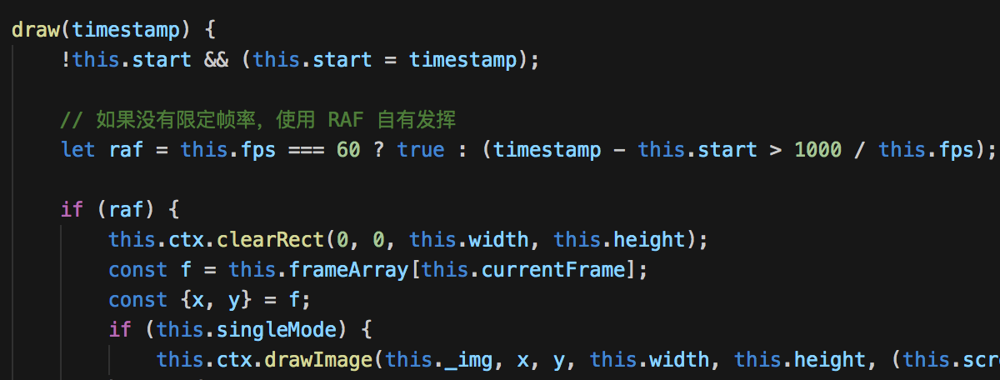 draw(timestamp) {
!this.start && (this.start = timestamp);
// 如果没有限定帧率，使用 RAF 自有发挥
let raf = this.fps === 60 ? true : (timestamp - this.start > 1000 / this.fps);
if (raf) {
this.ctx.clearRect(0, 0, this.width, this.height);
const f = this.frameArray[this.currentFrame];
const {x, y} = f;
if (this.singleMode) {
this.ctx.drawImage(this._img, x, y, this.width, this.height, (this.scr